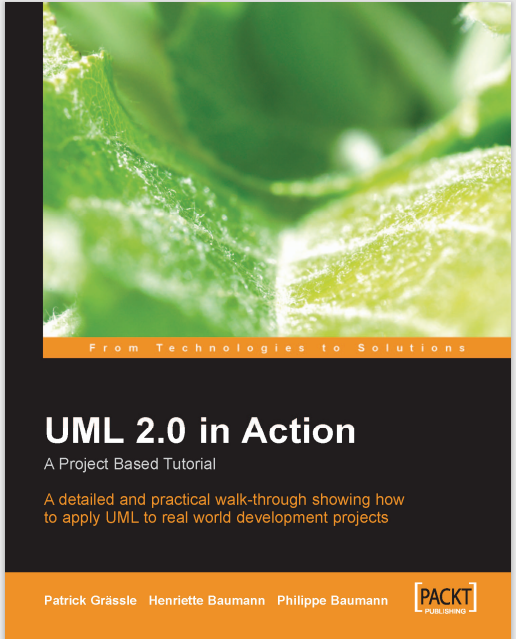 From Technologies to Solutions
UML 2.0 in Action
A Project Based Tutorial
A detailed and practical walk-through showing how
to apply UML to real world development projects
Patrick Grässle Henriette Baumann Philippe Baumann
PACKT
PUBLISHING